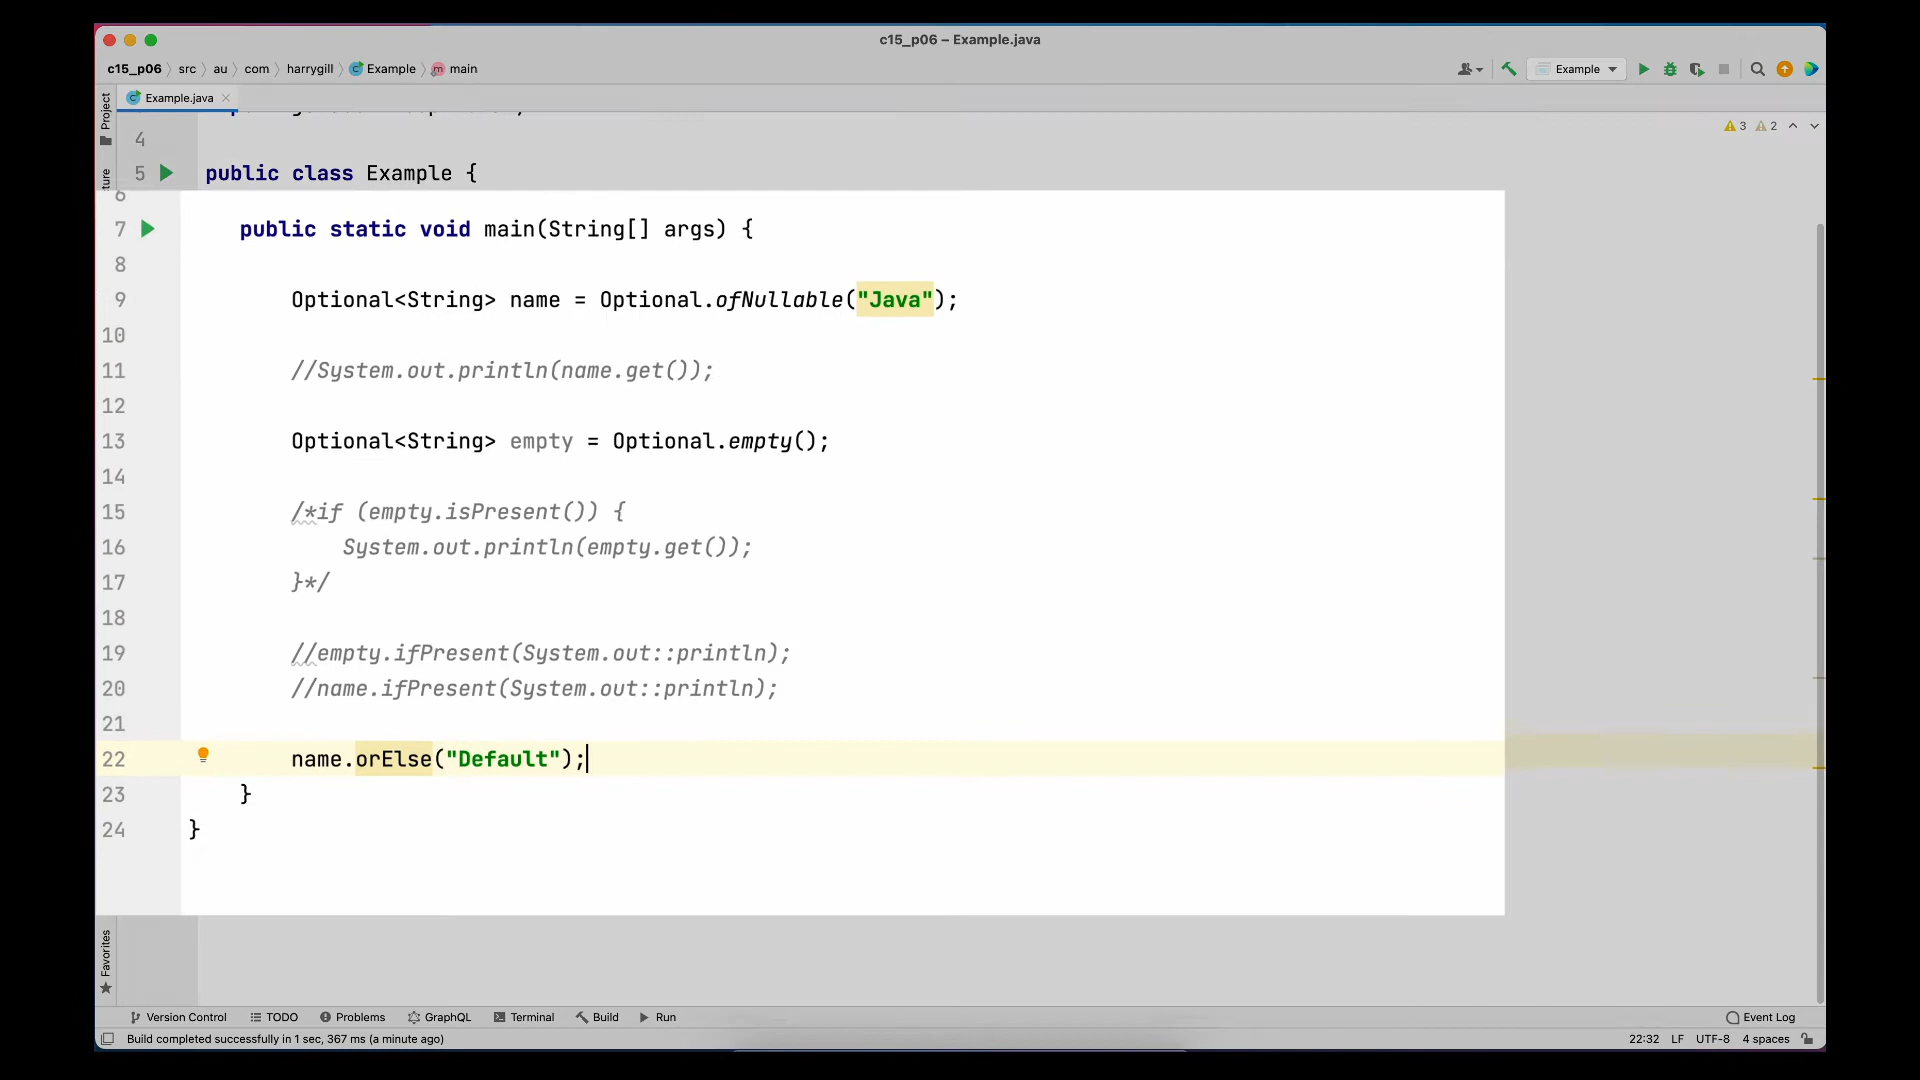 c15_p06 – Example.java
c15_p06 src au com harrygill Example main
Example
Project
Example.java
3 2
4
5 public class Example {
6
7 public static void main(String[] args) {
8
9 Optional<String> name = Optional.ofNullable("Java");
10
11 //System.out.println(name.get());
12
13 Optional<String> empty = Optional.empty();
14
15 /*if (empty.isPresent()) {
16 System.out.println(empty.get());
17 }*/
18
19 //empty.ifPresent(System.out::println);
20 //name.ifPresent(System.out::println);
21
22 name.orElse("Default");
23 }
24 }
Favorites
Version Control TODO Problems GraphQL Terminal Build Run Event Log
Build completed successfully in 1 sec, 367 ms (a minute ago) 22:32 LF UTF-8 4 spaces